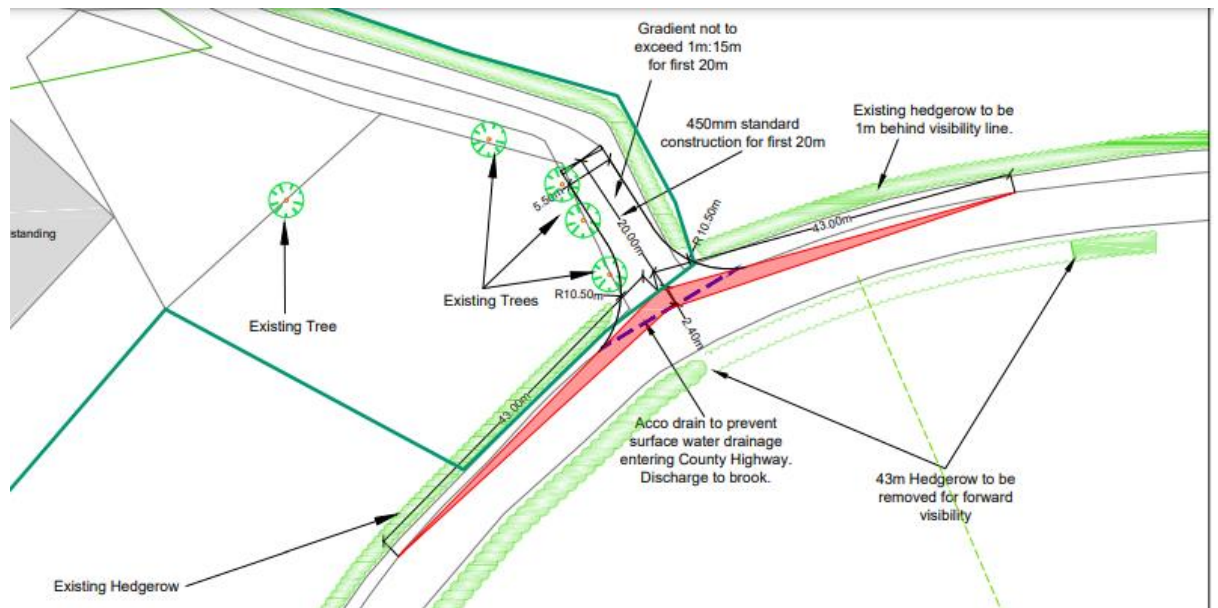 Gradient not to
exceed 1m:15m
for first 20m
450mm standard
construction for first 20m
Existing hedgerow to be
1m behind visibility line.
standing
5.50m
20.00m
R10.50m
43.00m
Existing Trees
R10.50m
Existing Tree
2.40m
43.00m
Acco drain to prevent
surface water drainage
entering County Highway.
Discharge to brook.
43m Hedgerow to be
removed for forward
visibility
Existing Hedgerow